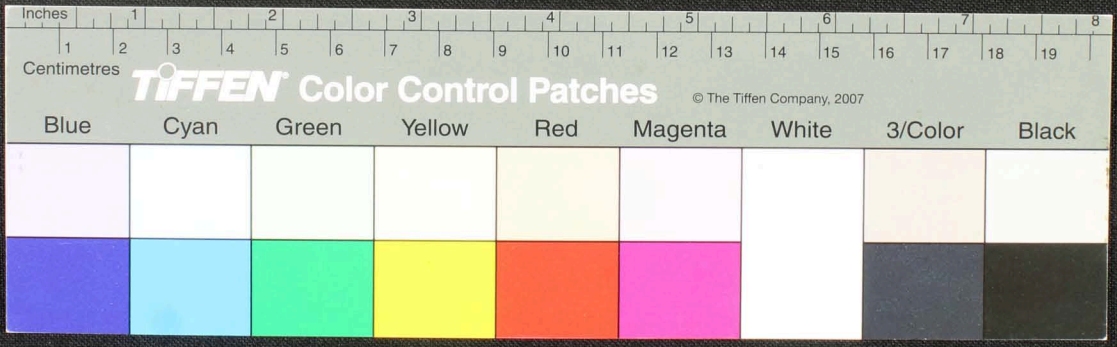 Inches 1 2 3 4 5 6 7 8
1 2 3 4 5 6 7 8 9 10 11 12 13 14 15 16 17 18 19
Centimetres
TIFFEN® Color Control Patches © The Tiffen Company, 2007
Blue Cyan Green Yellow Red Magenta White 3/Color Black